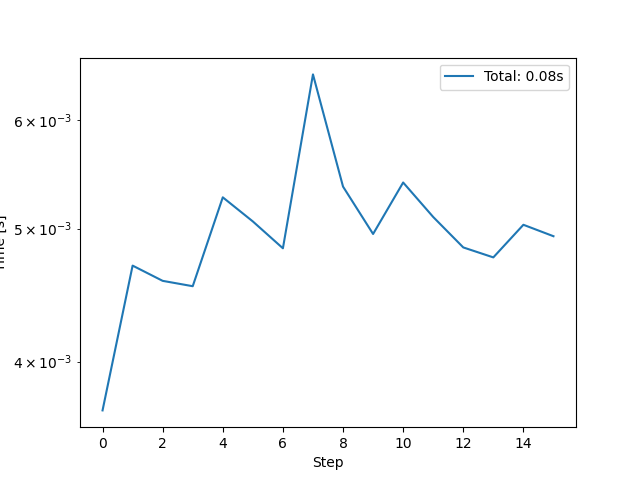 Total: 0.08s
6 × 10⁻³
5 × 10⁻³
4 × 10⁻³
0 2 4 6 8 10 12 14
Step
[s]